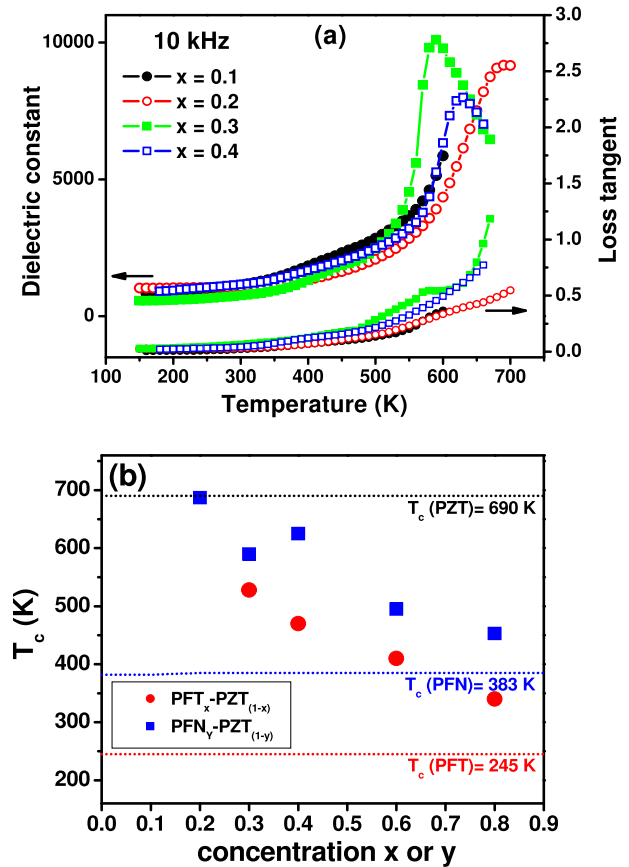 (a)
10 kHz
x = 0.1
x = 0.2
x = 0.3
x = 0.4
Dielectric constant
10000
5000
0
Loss tangent
3.0
2.5
2.0
1.5
1.0
0.5
0.0
100 200 300 400 500 600 700
Temperature (K)
(b)
T_c (K)
700
600
500
400
300
200
T_c (PZT)= 690 K
T_c (PFN)= 383 K
T_c (PFT)= 245 K
PFT_x-PZT_(1-x)
PFN_Y-PZT_(1-y)
0.0 0.1 0.2 0.3 0.4 0.5 0.6 0.7 0.8 0.9
concentration x or y